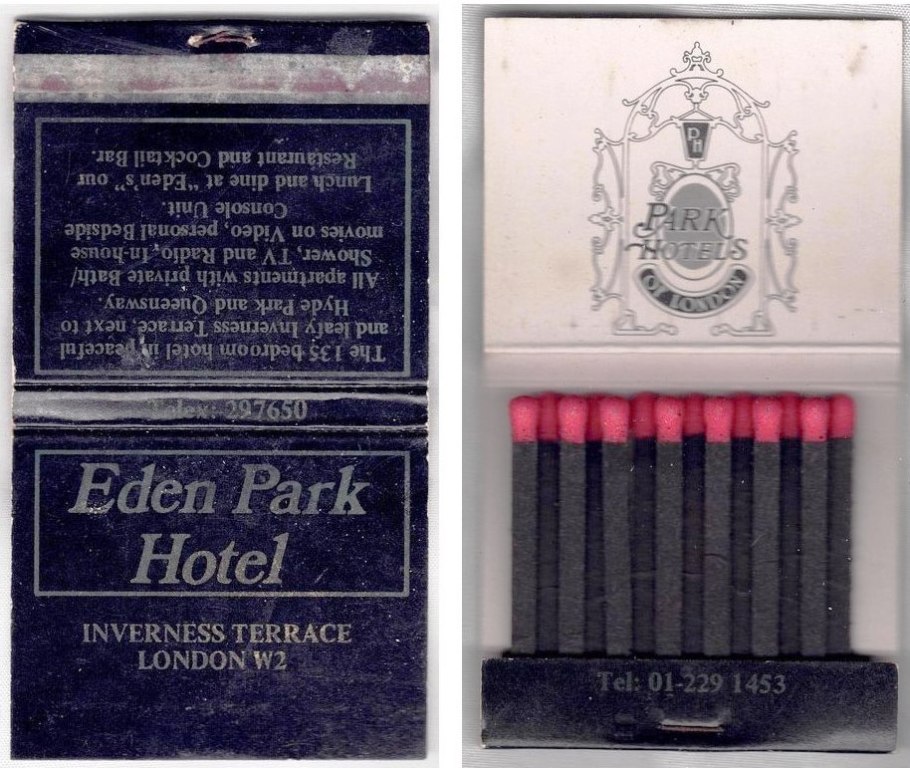 The 135 bedroom hotel in peaceful
and leafy Inverness Terrace, next to
Hyde Park and Queensway.
All apartments with private Bath/
Shower, TV and Radio, In-house
movies on Video, personal Bedside
Console Unit.
Lunch and dine at "Eden's" our
Restaurant and Cocktail Bar.
Telex: 297650
Eden Park
Hotel
INVERNESS TERRACE
LONDON W2
PH
PARK
HOTELS
OF LONDON
Tel: 01-229 1453